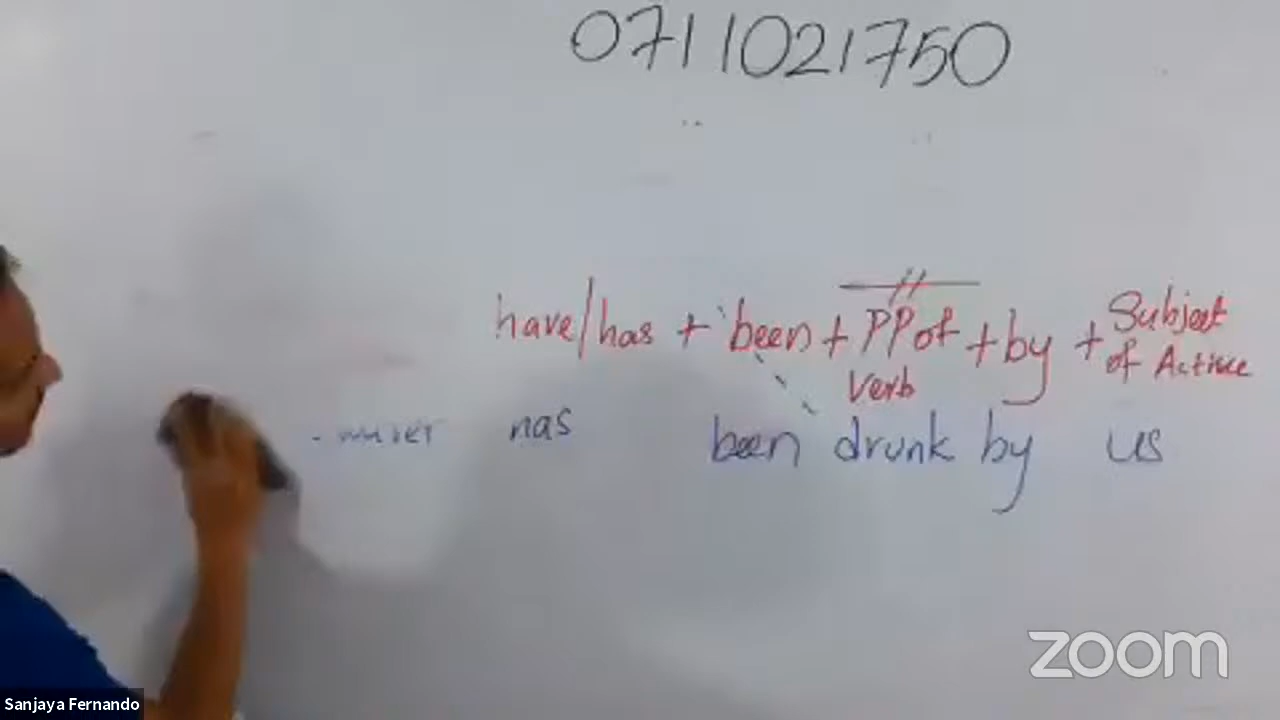 0711021750
have/has + been + PP of + by + Subject
of Active
Verb
water has been drunk by us
zoom
Sanjaya Fernando